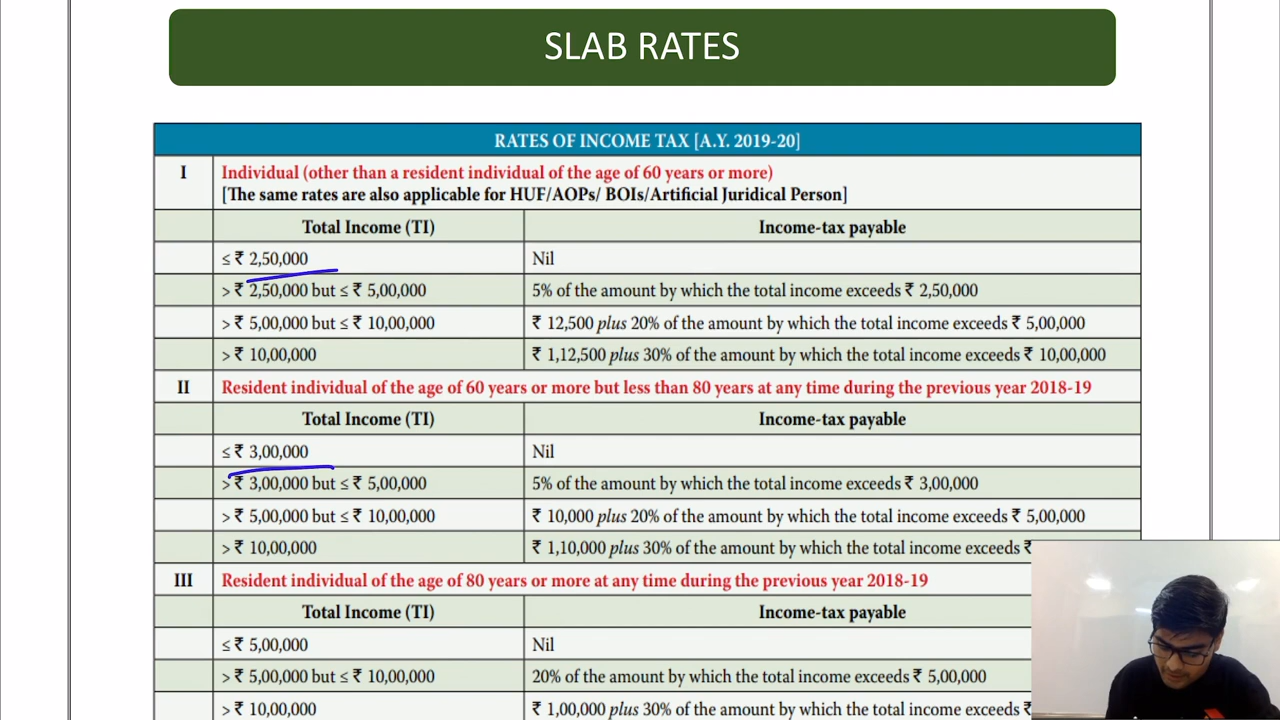 SLAB RATES
RATES OF INCOME TAX [A.Y. 2019-20]
I Individual (other than a resident individual of the age of 60 years or more)
[The same rates are also applicable for HUF/AOPs/ BOIs/Artificial Juridical Person]
Total Income (TI) Income-tax payable
≤ ₹ 2,50,000 Nil
> ₹ 2,50,000 but ≤ ₹ 5,00,000 5% of the amount by which the total income exceeds ₹ 2,50,000
> ₹ 5,00,000 but ≤ ₹ 10,00,000 ₹ 12,500 plus 20% of the amount by which the total income exceeds ₹ 5,00,000
> ₹ 10,00,000 ₹ 1,12,500 plus 30% of the amount by which the total income exceeds ₹ 10,00,000
II Resident individual of the age of 60 years or more but less than 80 years at any time during the previous year 2018-19
Total Income (TI) Income-tax payable
≤ ₹ 3,00,000 Nil
> ₹ 3,00,000 but ≤ ₹ 5,00,000 5% of the amount by which the total income exceeds ₹ 3,00,000
> ₹ 5,00,000 but ≤ ₹ 10,00,000 ₹ 10,000 plus 20% of the amount by which the total income exceeds ₹ 5,00,000
> ₹ 10,00,000 ₹ 1,10,000 plus 30% of the amount by which the total income exceeds ₹
III Resident individual of the age of 80 years or more at any time during the previous year 2018-19
Total Income (TI) Income-tax payable
≤ ₹ 5,00,000 Nil
> ₹ 5,00,000 but ≤ ₹ 10,00,000 20% of the amount by which the total income exceeds ₹ 5,00,000
> ₹ 10,00,000 ₹ 1,00,000 plus 30% of the amount by which the total income exceeds ₹